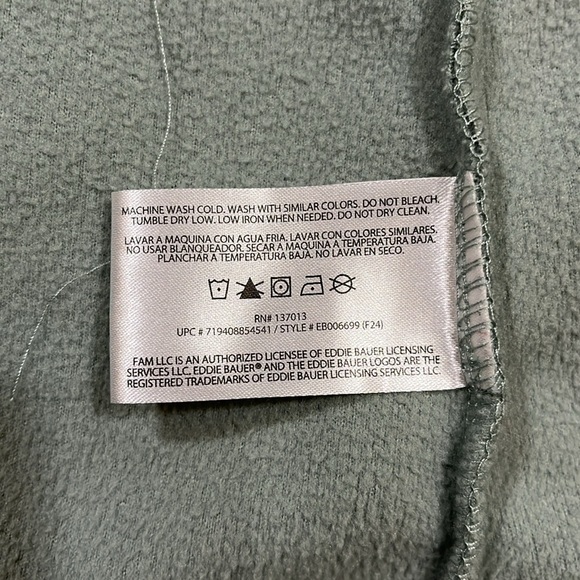 MACHINE WASH COLD. WASH WITH SIMILAR COLORS. DO NOT BLEACH.
TUMBLE DRY LOW. LOW IRON WHEN NEEDED. DO NOT DRY CLEAN.
LAVAR A MAQUINA CON AGUA FRIA. LAVAR CON COLORES SIMILARES.
NO USAR BLANQUEADOR. SECAR A MAQUINA A TEMPERATURA BAJA.
PLANCHAR A TEMPERATURA BAJA. NO LAVAR EN SECO.
RN# 137013
UPC # 719408854541 / STYLE # EB006699 (F24)
FAM LLC IS AN AUTHORIZED LICENSEE OF EDDIE BAUER LICENSING
SERVICES LLC. EDDIE BAUER® AND THE EDDIE BAUER LOGOS ARE THE
REGISTERED TRADEMARKS OF EDDIE BAUER LICENSING SERVICES LLC.